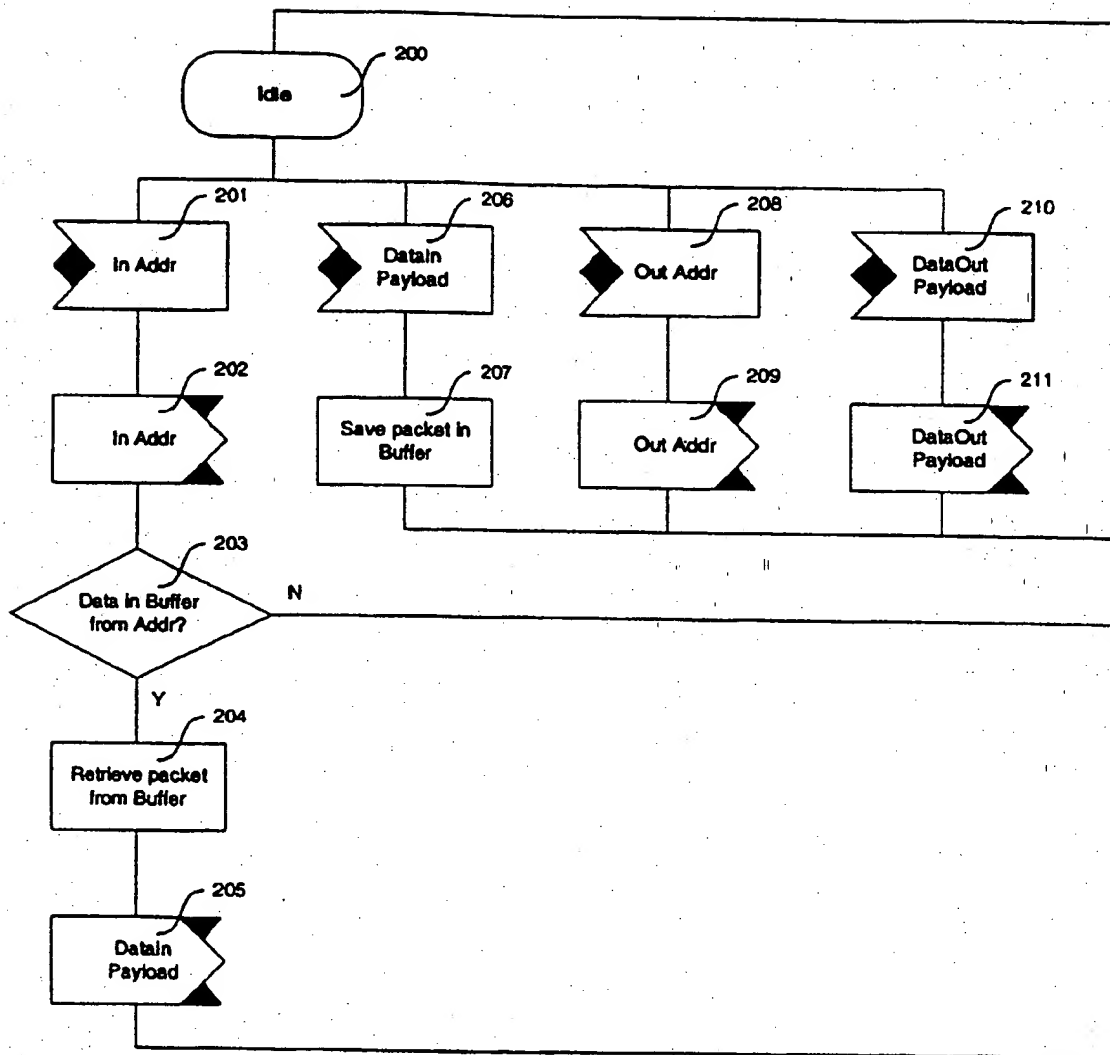 200
Idle
201
206
208
210
In Addr
DataIn
Payload
Out Addr
DataOut
Payload
202
207
209
211
In Addr
Save packet in
Buffer
Out Addr
DataOut
Payload
203
Data in Buffer
from Addr?
N
Y
204
Retrieve packet
from Buffer
205
DataIn
Payload